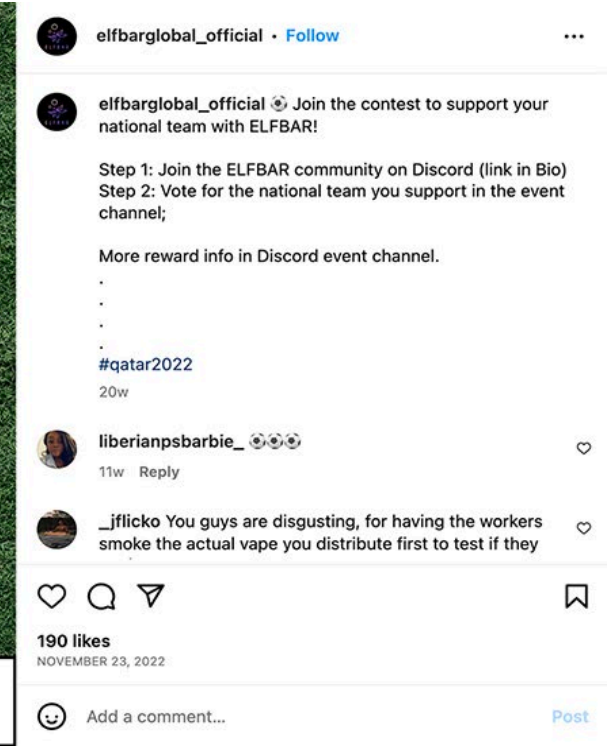 elfbarglobal_official • Follow
elfbarglobal_official ⚽ Join the contest to support your
national team with ELFBAR!
Step 1: Join the ELFBAR community on Discord (link in Bio)
Step 2: Vote for the national team you support in the event
channel;
More reward info in Discord event channel.
.
.
.
.
#qatar2022
20w
liberianpsbarbie_ ⚽⚽⚽
11w Reply
_jflicko You guys are disgusting, for having the workers
smoke the actual vape you distribute first to test if they
190 likes
NOVEMBER 23, 2022
Add a comment...
Post